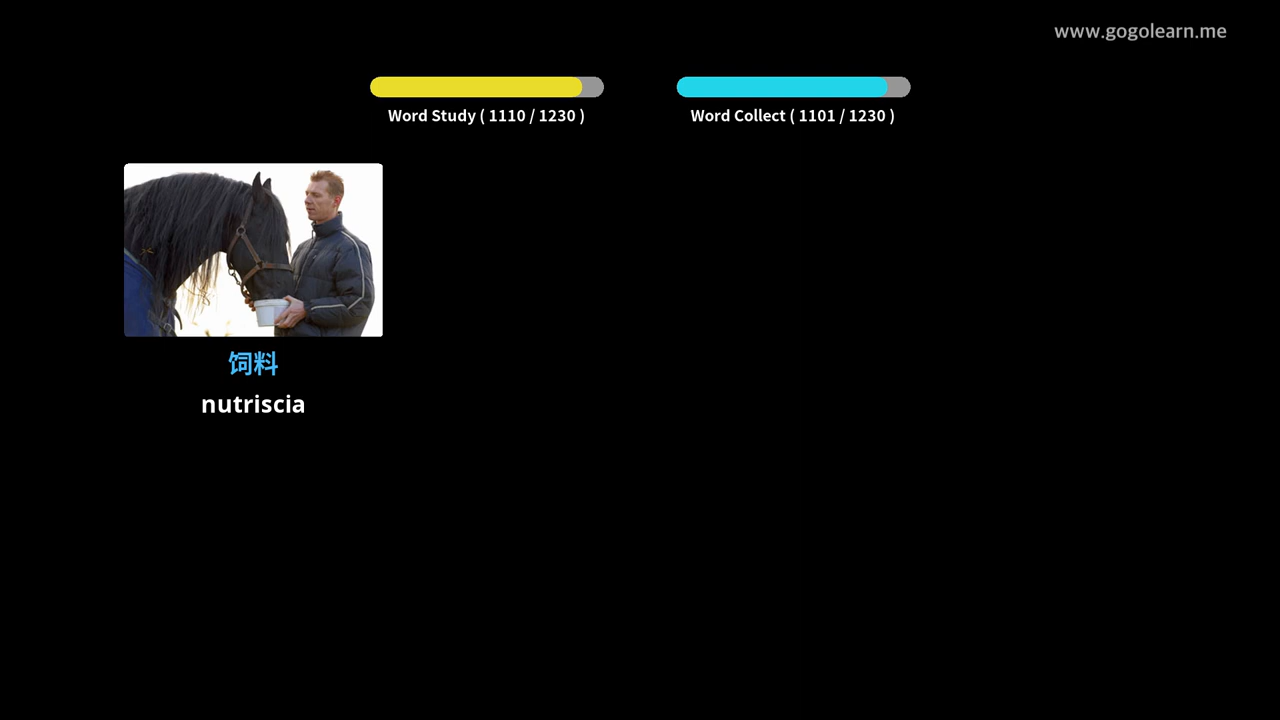 www.gogolearn.me
Word Study ( 1110 / 1230 )
Word Collect ( 1101 / 1230 )
饲料
nutriscia